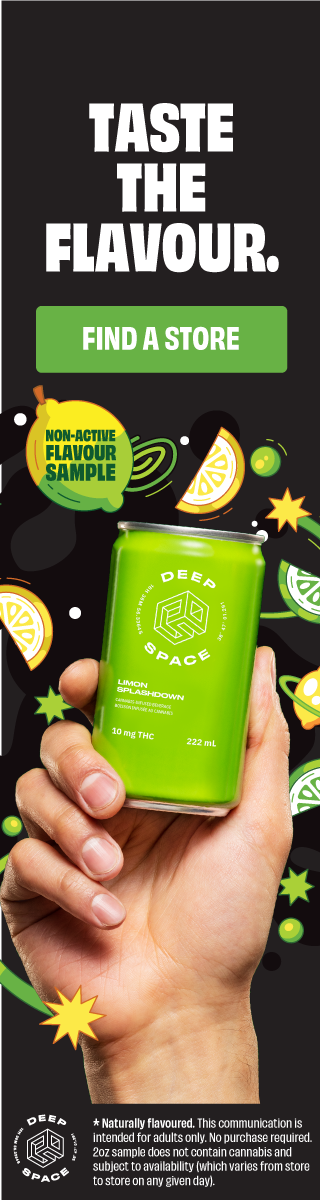 TASTE
THE
FLAVOUR.
FIND A STORE
NON-ACTIVE
FLAVOUR
SAMPLE
DEEP
SPACE
LIMON
SPLASHDOWN
10 mg THC
222 mL
DEEP
SPACE
* Naturally flavoured. This communication is
intended for adults only. No purchase required.
2oz sample does not contain cannabis and
subject to availability (which varies from store
to store on any given day).